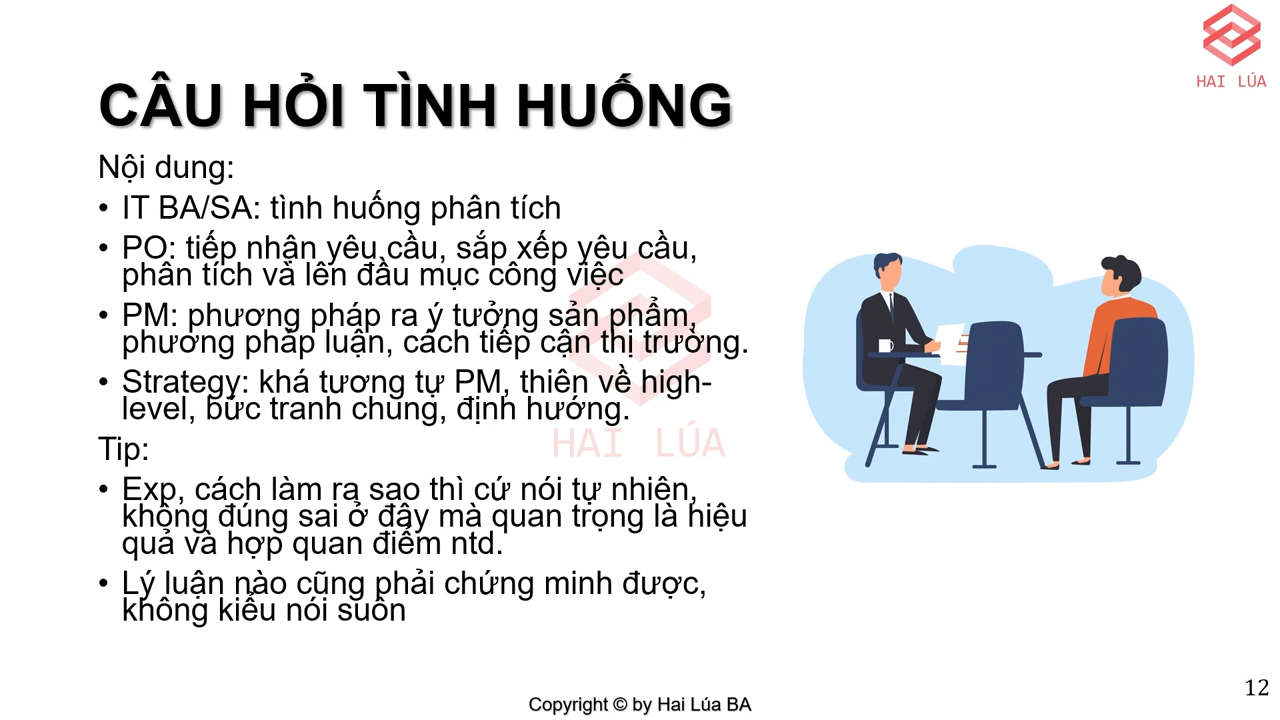 HAI LÚA
CÂU HỎI TÌNH HUỐNG
Nội dung:
• IT BA/SA: tình huống phân tích
• PO: tiếp nhận yêu cầu, sắp xếp yêu cầu,
phân tích và lên đầu mục công việc
• PM: phương pháp ra ý tưởng sản phẩm,
phương pháp luận, cách tiếp cận thị trường.
• Strategy: khá tương tự PM, thiên về high-
level, bức tranh chung, định hướng.
HAI LÚA
Tip:
• Exp, cách làm ra sao thì cứ nói tự nhiên,
không đúng sai ở đây mà quan trọng là hiệu
quả và hợp quan điểm ntd.
• Lý luận nào cũng phải chứng minh được,
không kiểu nói suôn
Copyright © by Hai Lúa BA
12